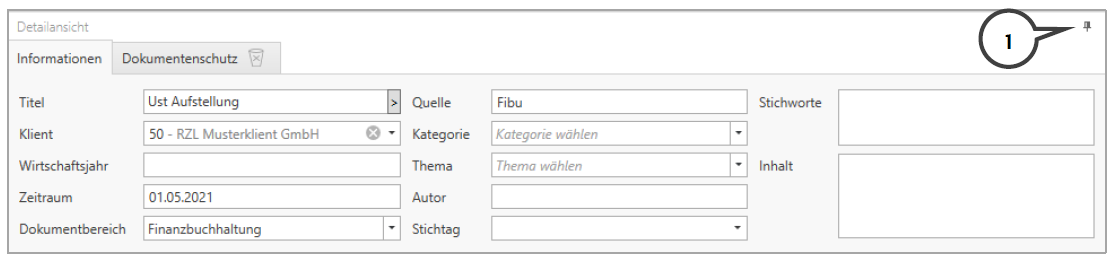 Detailansicht
1
Informationen Dokumentenschutz
Titel Ust Aufstellung > Quelle Fibu Stichworte
Klient 50 - RZL Musterklient GmbH Kategorie Kategorie wählen
Wirtschaftsjahr Thema Thema wählen Inhalt
Zeitraum 01.05.2021 Autor
Dokumentbereich Finanzbuchhaltung Stichtag